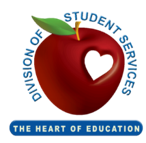 DIVISION OF STUDENT SERVICES
THE HEART OF EDUCATION